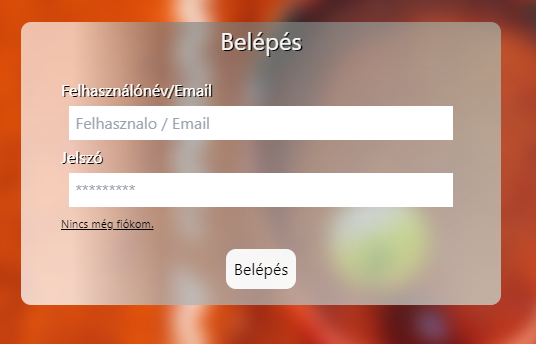 Belépés
Felhasználónév/Email
Felhasznalo / Email
Jelszó
*********
Nincs még fiókom.
Belépés